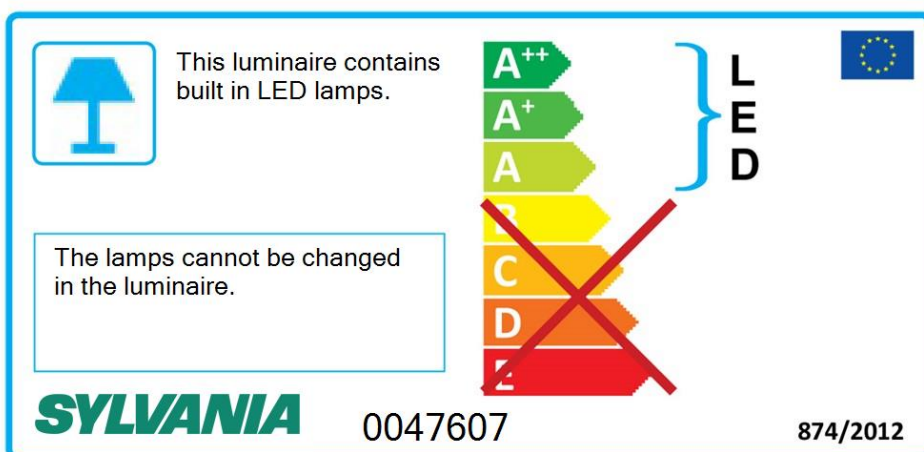 This luminaire contains
built in LED lamps.
A++
A+
A
B
C
D
E
L
E
D
The lamps cannot be changed
in the luminaire.
SYLVANIA
0047607
874/2012